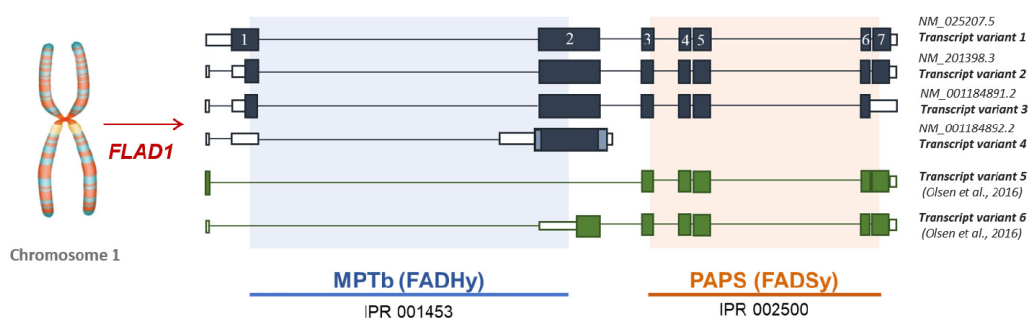 NM_025207.5
1 2 3 4 5 6 7 Transcript variant 1
NM_201398.3
Transcript variant 2
NM_001184891.2
Transcript variant 3
NM_001184892.2
Transcript variant 4
FLAD1
Transcript variant 5
(Olsen et al., 2016)
Transcript variant 6
(Olsen et al., 2016)
Chromosome 1
MPTb (FADHy) PAPS (FADSy)
IPR 001453 IPR 002500